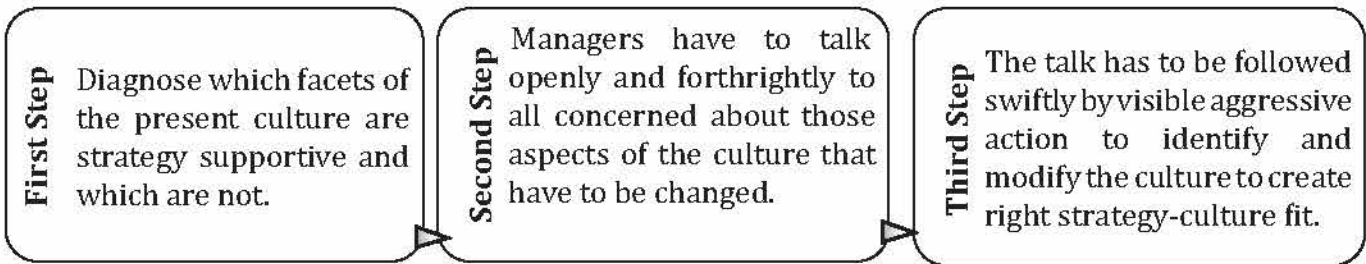 First Step
Diagnose which facets of
the present culture are
strategy supportive and
which are not.
Second Step
Managers have to talk
openly and forthrightly to
all concerned about those
aspects of the culture that
have to be changed.
Third Step
The talk has to be followed
swiftly by visible aggressive
action to identify and
modify the culture to create
right strategy-culture fit.